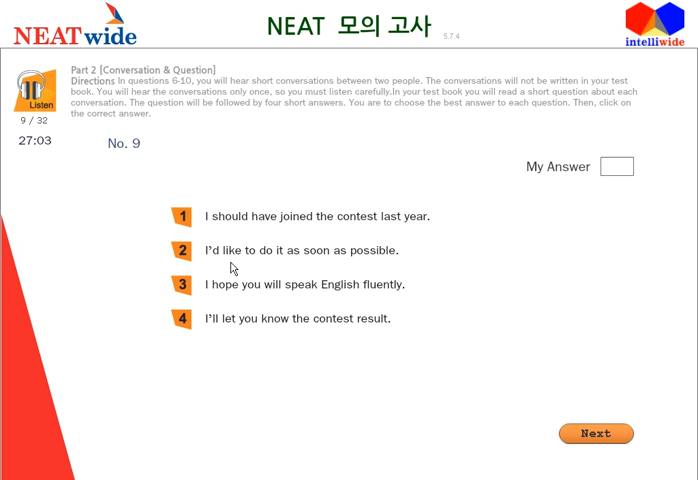 NEATwide
NEAT 모의 고사
5.7.4
intelliwide
Part 2 [Conversation & Question]
Directions In questions 6-10, you will hear short conversations between two people. The conversations will not be written in your test
book. You will hear the conversations only once, so you must listen carefully.In your test book you will read a short question about each
conversation. The question will be followed by four short answers. You are to choose the best answer to each question. Then, click on
the correct answer.
Listen
9 / 32
27:03
No. 9
My Answer
1 I should have joined the contest last year.
2 I'd like to do it as soon as possible.
3 I hope you will speak English fluently.
4 I'll let you know the contest result.
Next